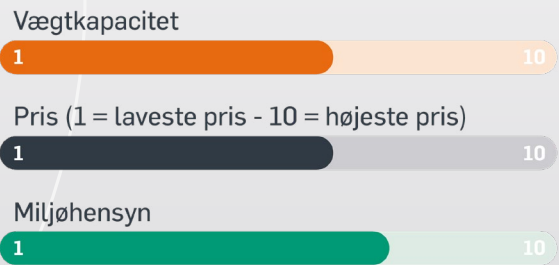 Vægtkapacitet
1 10
Pris (1 = laveste pris - 10 = højeste pris)
1 10
Miljøhensyn
1 10